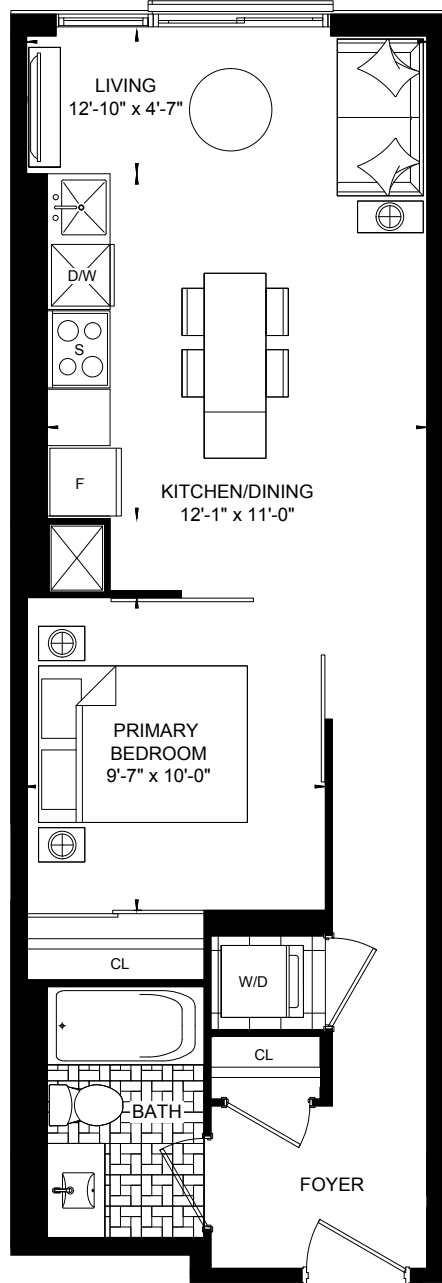 LIVING
12'-10" x 4'-7"
D/W
S
F
KITCHEN/DINING
12'-1" x 11'-0"
PRIMARY
BEDROOM
9'-7" x 10'-0"
CL
W/D
CL
BATH
FOYER